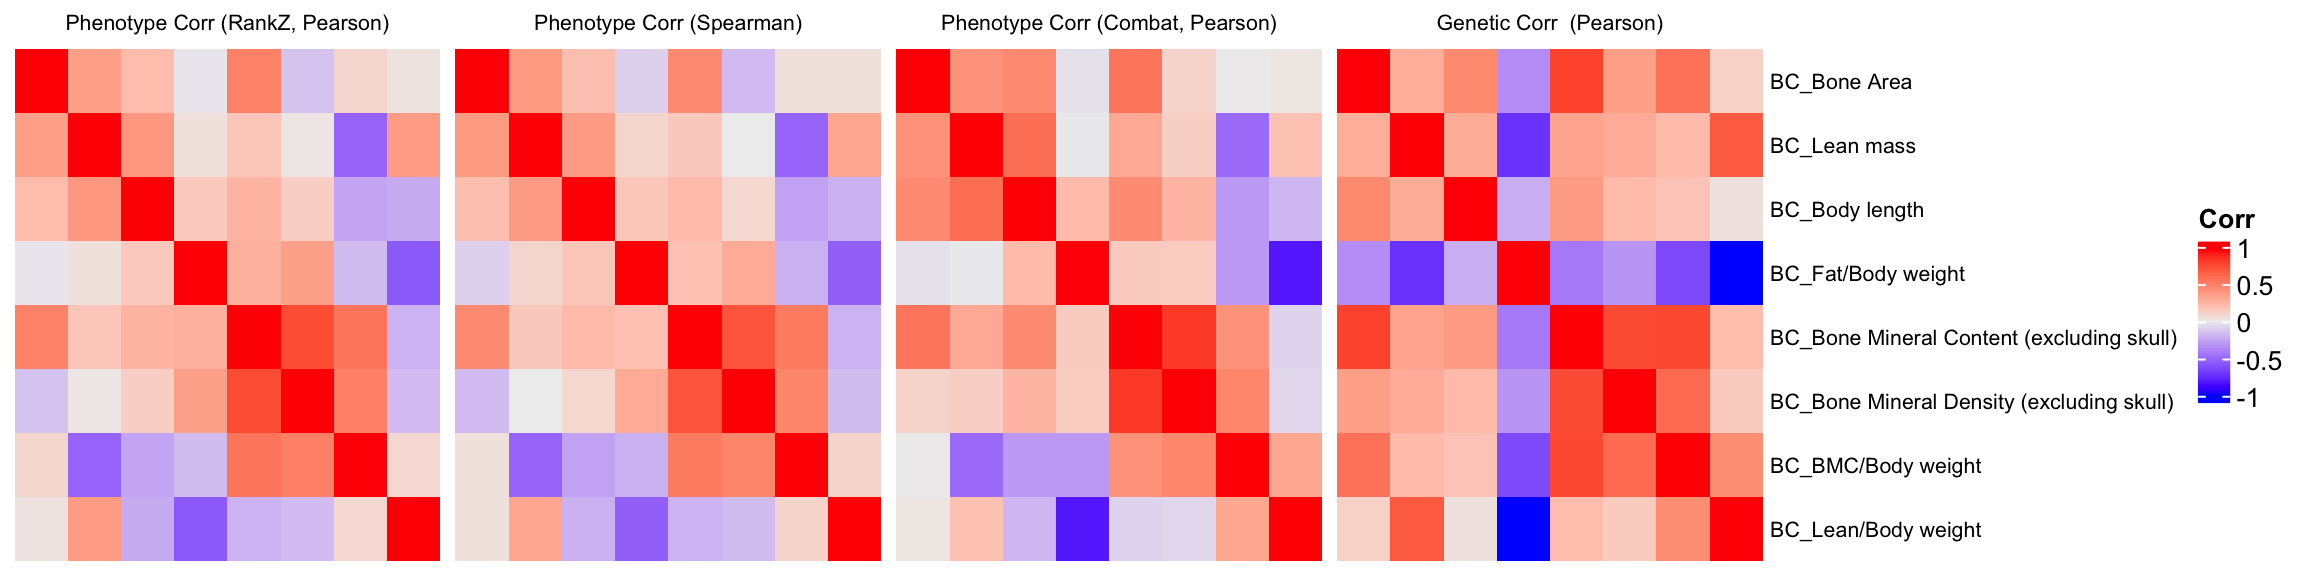 Phenotype Corr (RankZ, Pearson)
Phenotype Corr (Spearman)
Phenotype Corr (Combat, Pearson)
Genetic Corr  (Pearson)
BC_Bone Area
BC_Lean mass
BC_Body length
BC_Fat/Body weight
BC_Bone Mineral Content (excluding skull)
BC_Bone Mineral Density (excluding skull)
BC_BMC/Body weight
BC_Lean/Body weight
Corr
1
0.5
0
-0.5
-1